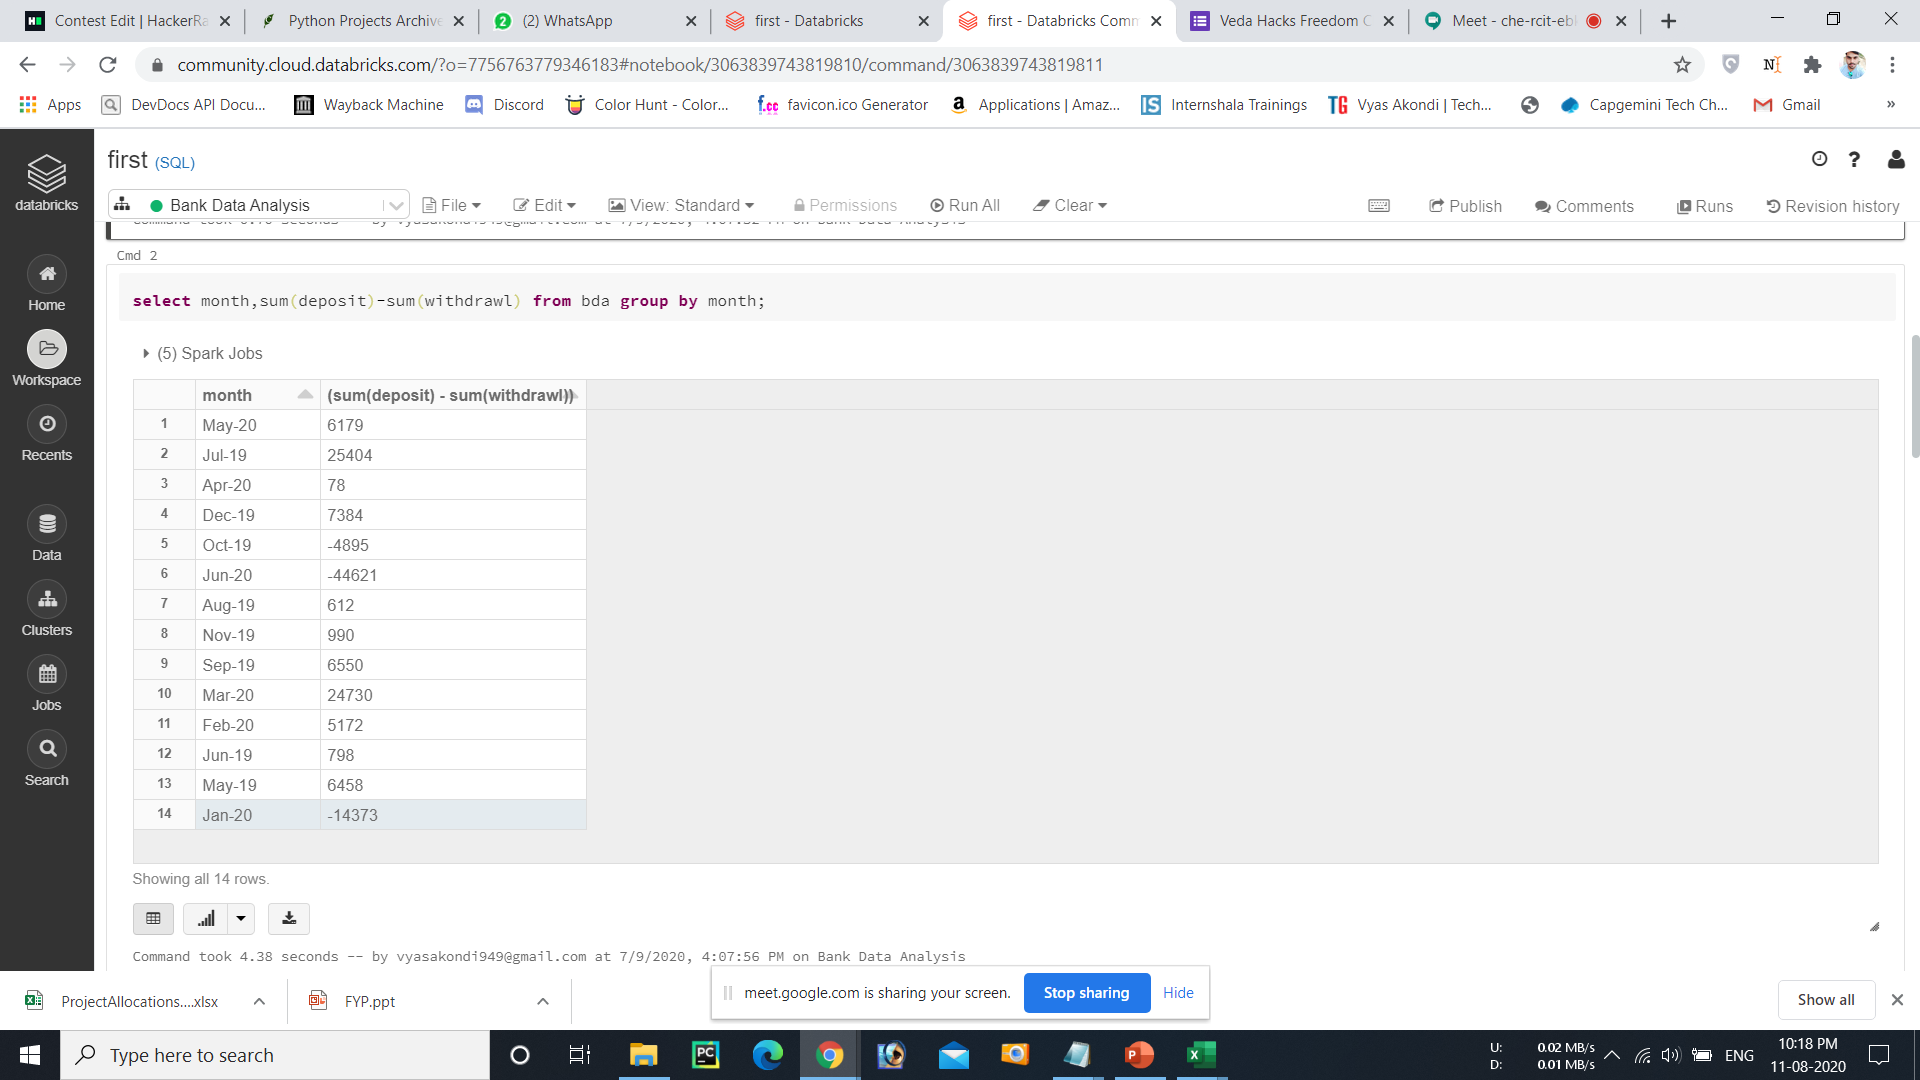 Contest Edit | HackerRa
Python Projects Archive
(2) WhatsApp
first - Databricks
first - Databricks Comm
Veda Hacks Freedom C
Meet - che-rcit-ebl
community.cloud.databricks.com/?o=7756763779346183#notebook/3063839743819810/command/3063839743819811
Apps
DevDocs API Docu...
Wayback Machine
Discord
Color Hunt - Color...
favicon.ico Generator
Applications | Amaz...
Internshala Trainings
Vyas Akondi | Tech...
Capgemini Tech Ch...
Gmail
»
databricks
Home
Workspace
Recents
Data
Clusters
Jobs
Search
first (SQL)
Bank Data Analysis
File
Edit
View: Standard
Permissions
Run All
Clear
Publish
Comments
Runs
Revision history
Cmd 2
select month,sum(deposit)-sum(withdrawl) from bda group by month;
(5) Spark Jobs
month (sum(deposit) - sum(withdrawl))
1 May-20 6179
2 Jul-19 25404
3 Apr-20 78
4 Dec-19 7384
5 Oct-19 -4895
6 Jun-20 -44621
7 Aug-19 612
8 Nov-19 990
9 Sep-19 6550
10 Mar-20 24730
11 Feb-20 5172
12 Jun-19 798
13 May-19 6458
14 Jan-20 -14373
Showing all 14 rows.
Command took 4.38 seconds -- by vyasakondi949@gmail.com at 7/9/2020, 4:07:56 PM on Bank Data Analysis
ProjectAllocations....xlsx
FYP.ppt
meet.google.com is sharing your screen.
Stop sharing
Hide
Show all
Type here to search
U: 0.02 MB/s
D: 0.01 MB/s
ENG
10:18 PM
11-08-2020